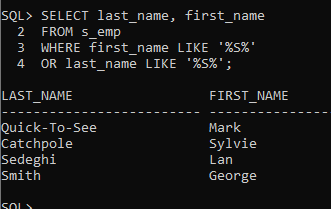 SQL> SELECT last_name, first_name
2 FROM s_emp
3 WHERE first_name LIKE '%S%'
4 OR last_name LIKE '%S%';
LAST_NAME FIRST_NAME
------------------------- -------------------------
Quick-To-See Mark
Catchpole Sylvie
Sedeghi Lan
Smith George
SQL>